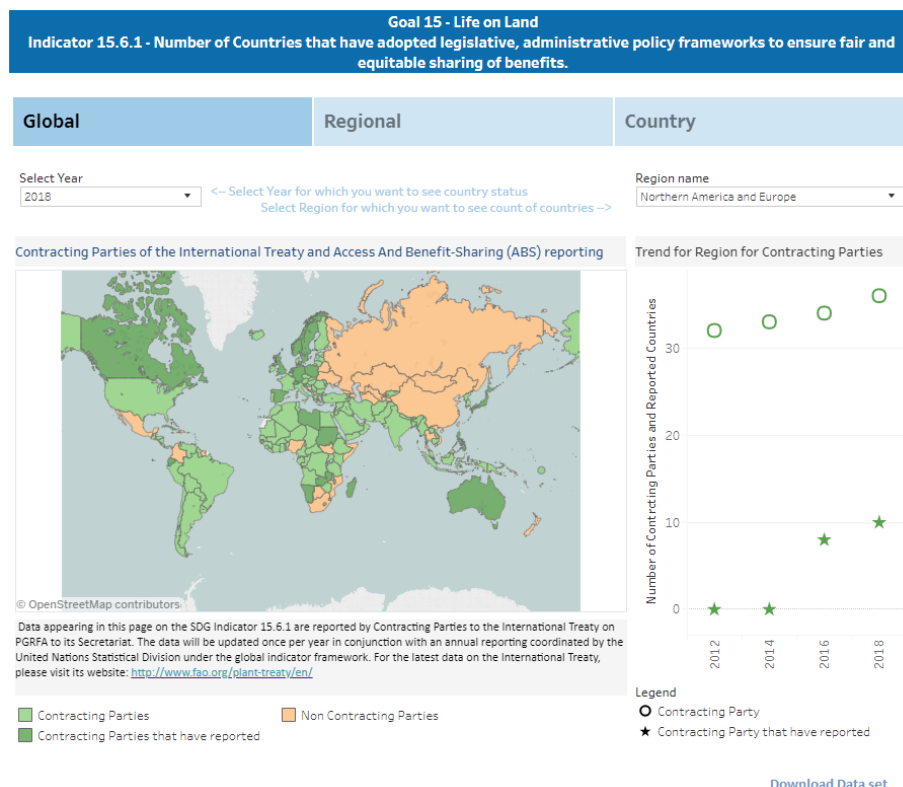 Goal 15 - Life on Land
Indicator 15.6.1 - Number of Countries that have adopted legislative, administrative policy frameworks to ensure fair and
equitable sharing of benefits.
Global
Regional
Country
Select Year
2018
<-- Select Year for which you want to see country status
Select Region for which you want to see count of countries -->
Region name
Northern America and Europe
Contracting Parties of the International Treaty and Access And Benefit-Sharing (ABS) reporting
© OpenStreetMap contributors
Data appearing in this page on the SDG Indicator 15.6.1 are reported by Contracting Parties to the International Treaty on
PGRFA to its Secretariat. The data will be updated once per year in conjunction with an annual reporting coordinated by the
United Nations Statistical Division under the global indicator framework. For the latest data on the International Treaty,
please visit its website: http://www.fao.org/plant-treaty/en/
Contracting Parties
Non Contracting Parties
Contracting Parties that have reported
Trend for Region for Contracting Parties
Number of Contrcting Parties and Reported Countries
30
20
10
0
2012
2014
2016
2018
Legend
Contracting Party
Contracting Party that have reported
Download Data set